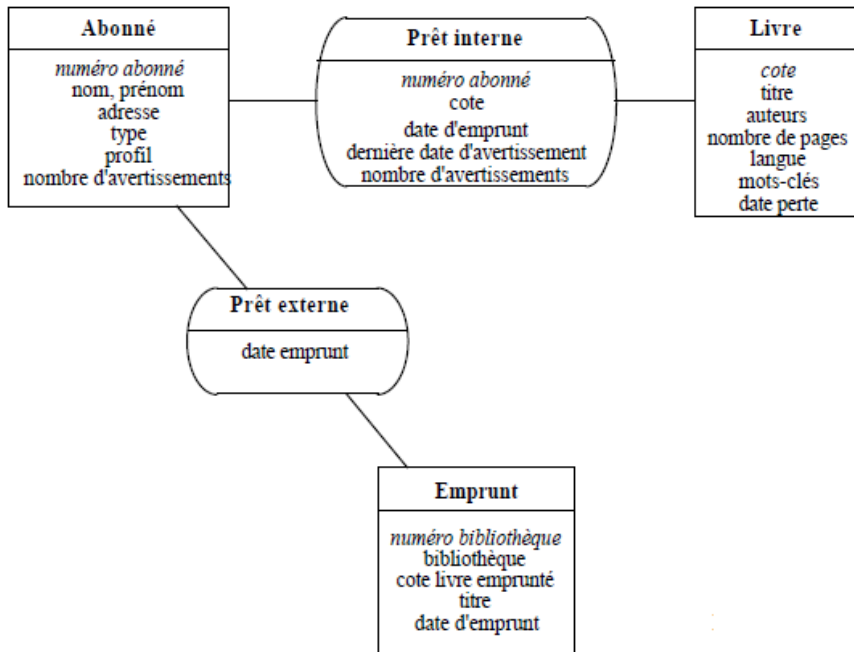 Abonné
numéro abonné
nom, prénom
adresse
type
profil
nombre d'avertissements
Prêt interne
numéro abonné
cote
date d'emprunt
dernière date d'avertissement
nombre d'avertissements
Livre
cote
titre
auteurs
nombre de pages
langue
mots-clés
date perte
Prêt externe
date emprunt
Emprunt
numéro bibliothèque
bibliothèque
cote livre emprunté
titre
date d'emprunt